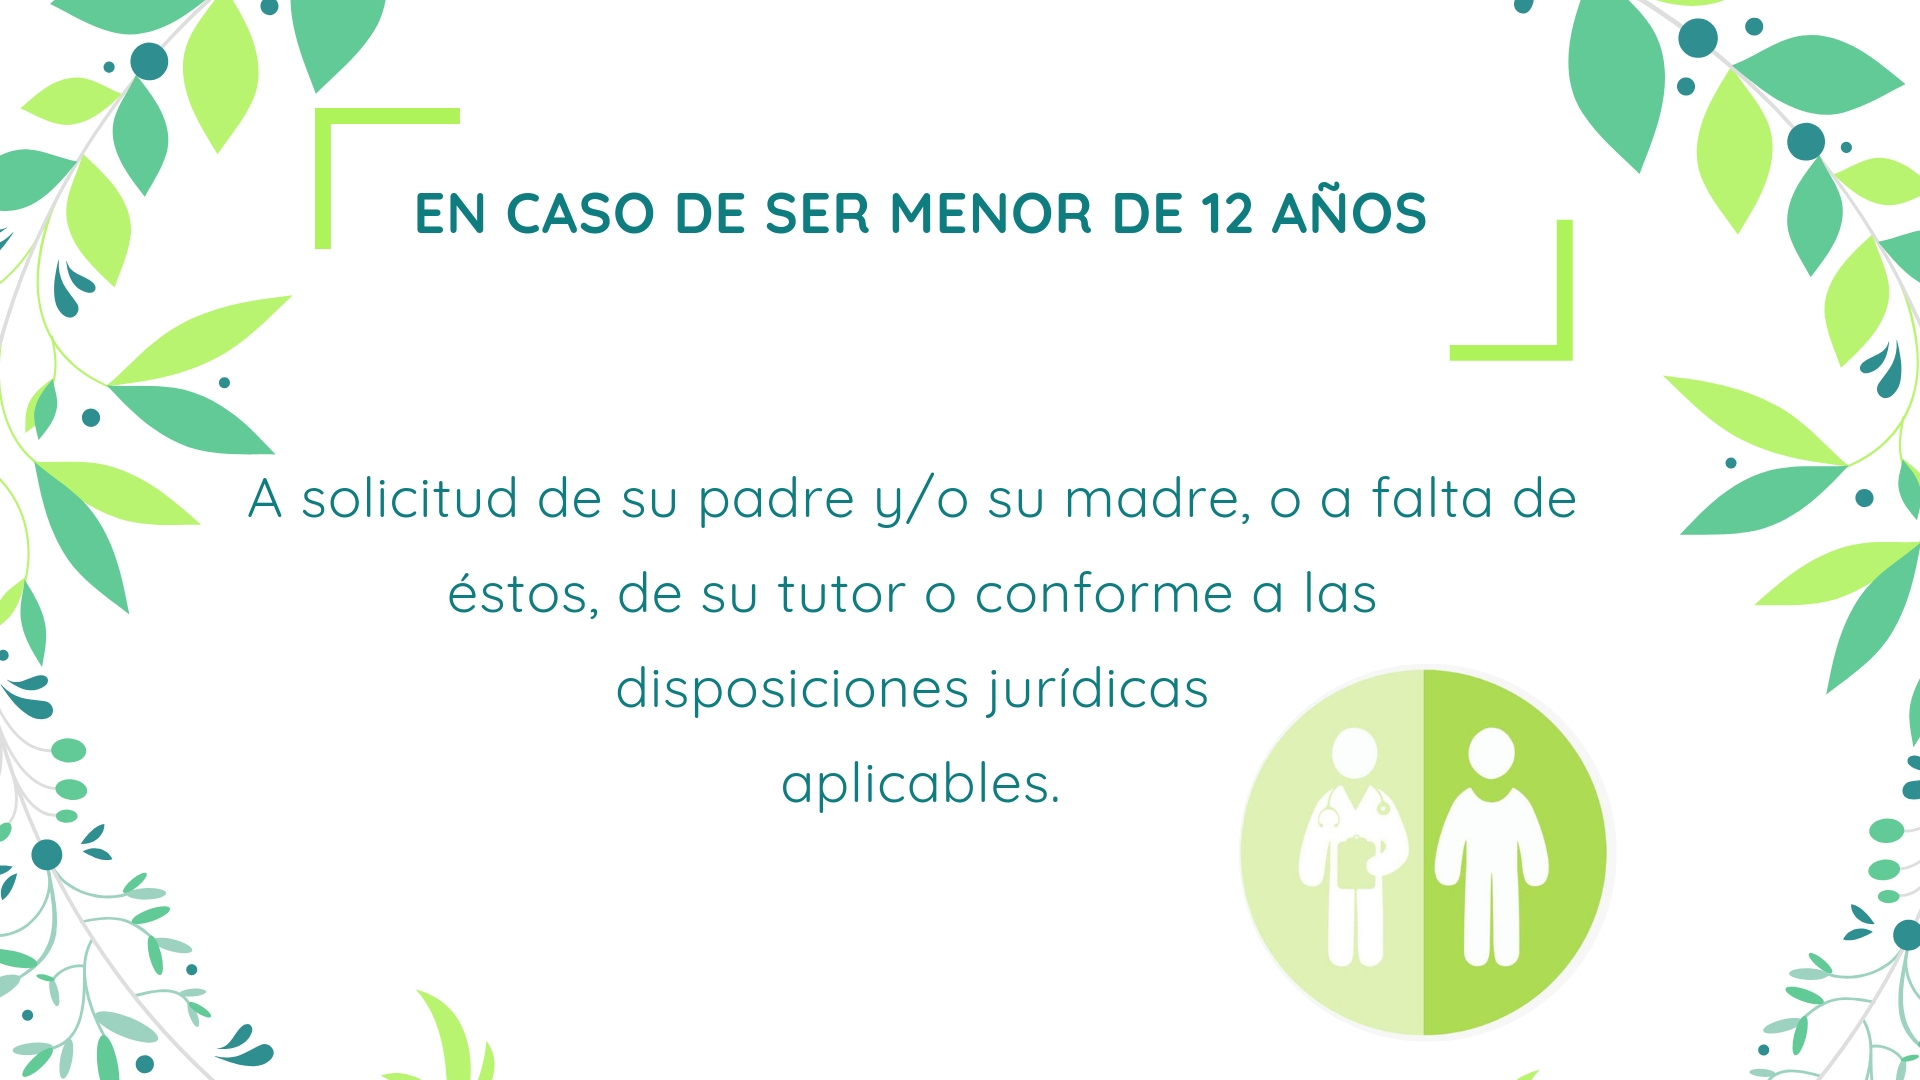 EN CASO DE SER MENOR DE 12 AÑOS
A solicitud de su padre y/o su madre, o a falta de
éstos, de su tutor o conforme a las
disposiciones jurídicas
aplicables.